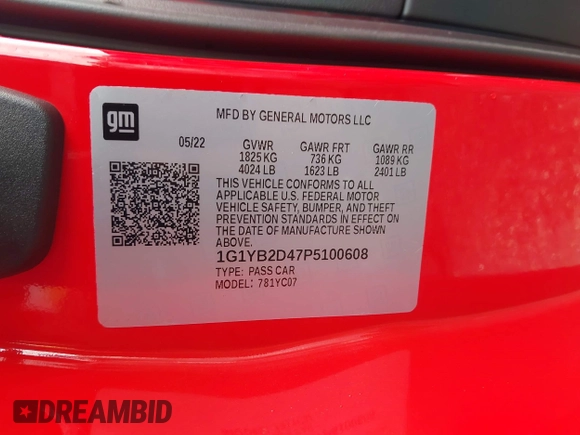 gm
MFD BY GENERAL MOTORS LLC
05/22 GVWR GAWR FRT GAWR RR
1825 KG 736 KG 1089 KG
4024 LB 1623 LB 2401 LB
THIS VEHICLE CONFORMS TO ALL
APPLICABLE U.S. FEDERAL MOTOR
VEHICLE SAFETY, BUMPER, AND THEFT
PREVENTION STANDARDS IN EFFECT ON
THE DATE OF MANUFACTURE SHOWN
ABOVE.
1G1YB2D47P5100608
TYPE: PASS CAR
MODEL: 781YC07
DREAMBID